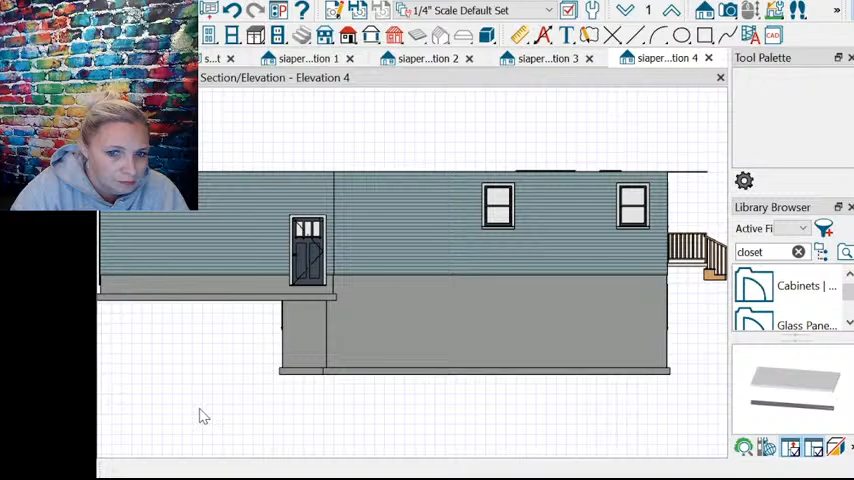 1/4" Scale Default Set
1
s...t
siaper...tion 1
siaper...tion 2
siaper...tion 3
siaper...tion 4
Section/Elevation - Elevation 4
Tool Palette
Library Browser
Active Fi
closet
Cabinets | ...
Glass Pane...
CAD